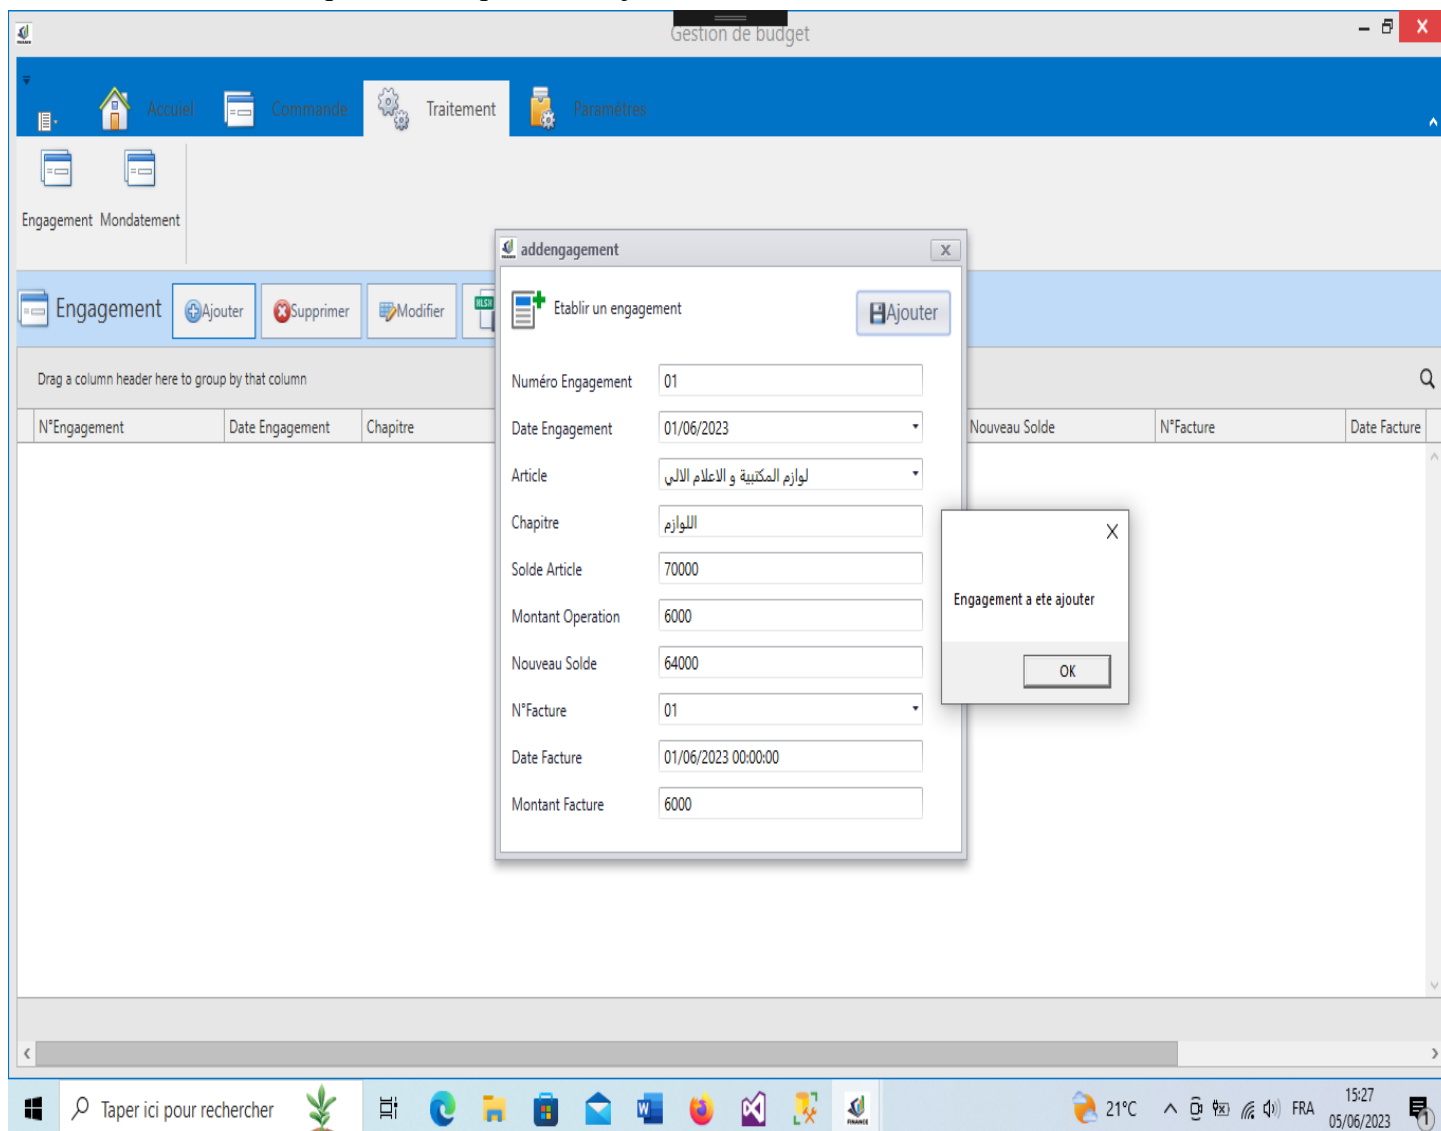 Gestion de budget
Accuiel Commande Traitement Paramètres
Engagement Mondatement
addengagement
Engagement Ajouter Supprimer Modifier XLSX
Etablir un engagement Ajouter
Drag a column header here to group by that column
N°Engagement Date Engagement Chapitre Nouveau Solde N°Facture Date Facture
Numéro Engagement 01
Date Engagement 01/06/2023
Article لوازم المكتبية و الاعلام الالي
Chapitre اللوازم
Solde Article 70000
Montant Operation 6000
Nouveau Solde 64000
N°Facture 01
Date Facture 01/06/2023 00:00:00
Montant Facture 6000
X
Engagement a ete ajouter
OK
Taper ici pour rechercher
FINANCE
21°C FRA 15:27
05/06/2023
1